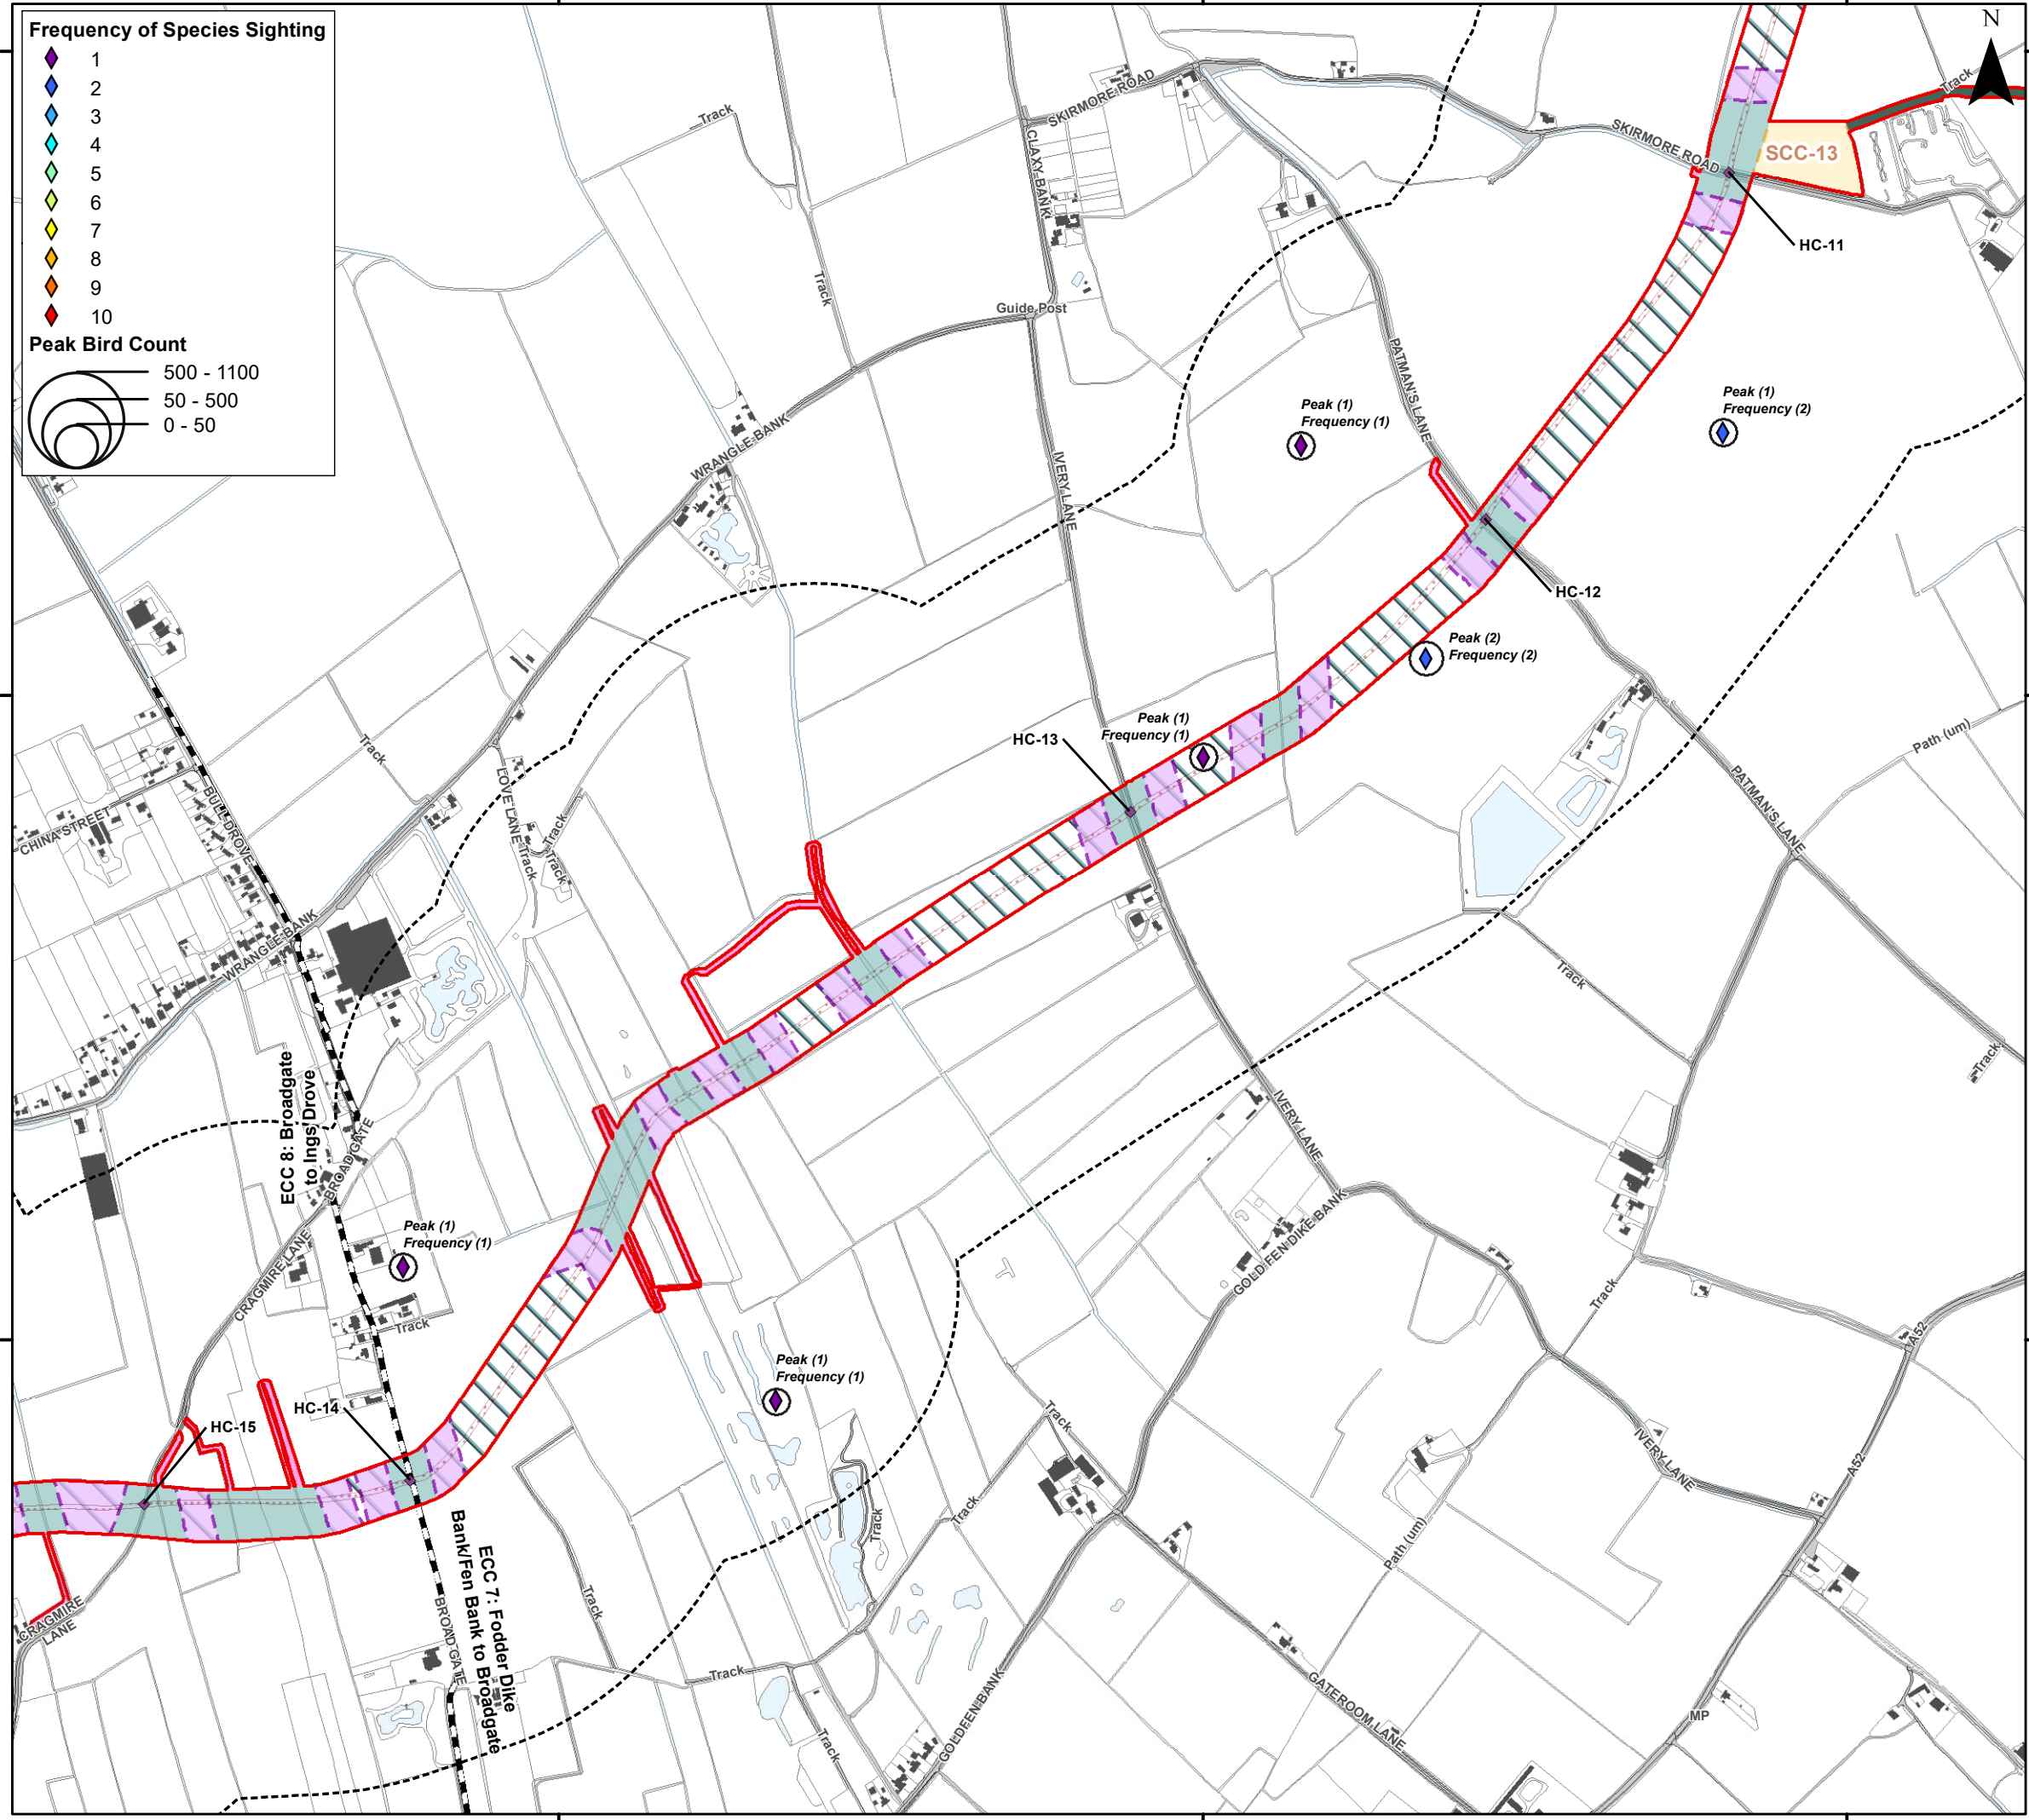 Frequency of Species Sighting
1
2
3
4
5
6
7
8
9
10
Peak Bird Count
500 - 1100
50 - 500
0 - 50
N
Track
SKIRMORE ROAD
CLAXY BANK
Track
SKIRMORE ROAD
Track
SCC-13
HC-11
Track
Guide Post
PATMAN'S LANE
Peak (1)
Frequency (1)
Peak (1)
Frequency (2)
WRANGLE BANK
IVERY LANE
HC-12
Peak (2)
Frequency (2)
Peak (1)
Frequency (1)
HC-13
Path (um)
PATMAN'S LANE
Track
BULL DROVE
CHINA STREET
LOVE LANE
Track
Track
Track
WRANGLE BANK
Track
Track
ECC 8: Broadgate
to Ings Drove
BROAD GATE
IVERY LANE
GOLD FEN DIKE BANK
Peak (1)
Frequency (1)
CRAGMIRE LANE
Track
Track
A52
Peak (1)
Frequency (1)
HC-14
HC-15
Track
IVERY LANE
A52
Track
Track
Path (um)
ECC 7: Fodder Dike
Bank/Fen Bank to Broadgate
BROAD GATE
CRAGMIRE
LANE
Track
Track
GOLDFEN BANK
GATEROOM LANE
MP
Track